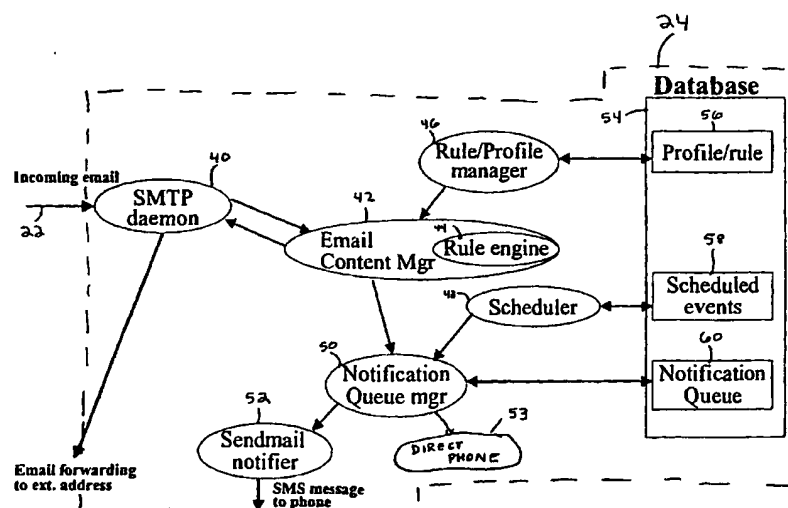 24
Database
54
56
Profile/rule
46
Rule/Profile
manager
Incoming email
40
SMTP
daemon
22
42
Email
Content Mgr
Rule engine
58
Scheduled
events
Scheduler
60
Notification
Queue
50
Notification
Queue mgr
52
Sendmail
notifier
53
DIRECT
PHONE
Email forwarding
to ext. address
SMS message
to phone